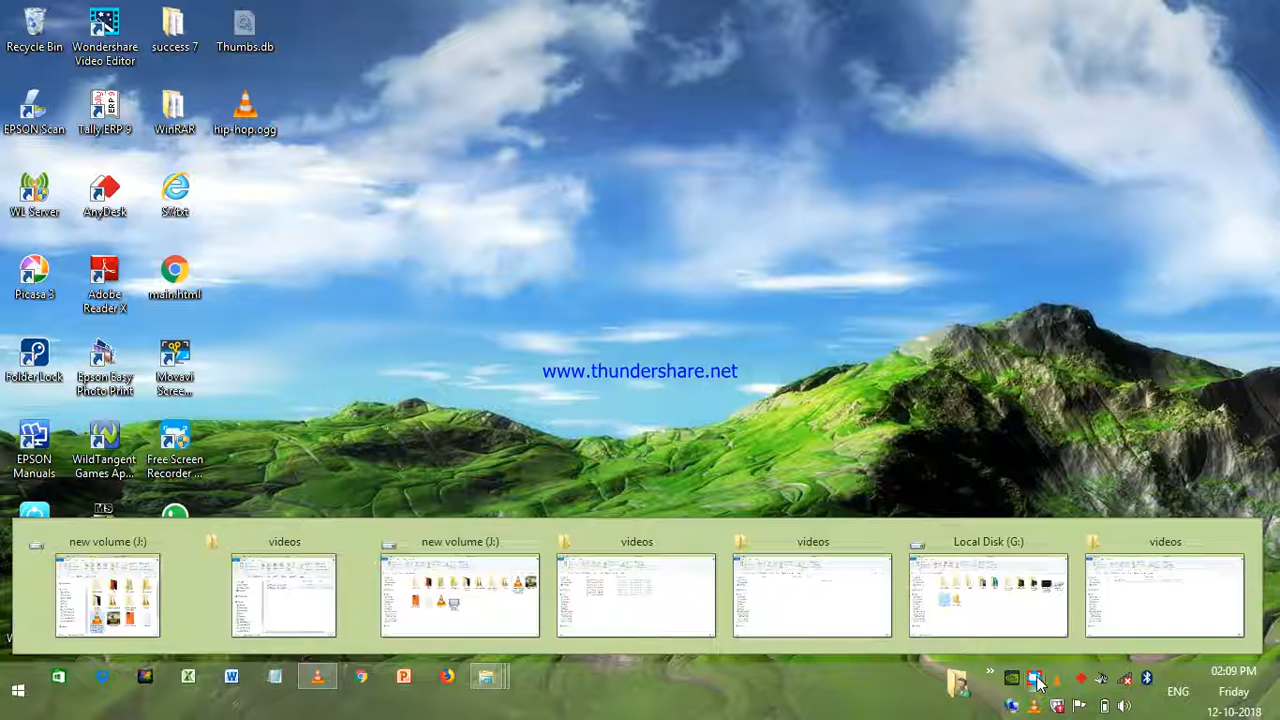 Recycle Bin
Wondershare Video Editor
success 7
Thumbs.db
EPSON Scan
Tally.ERP 9
WinRAR
hip-hop.ogg
WL Server
AnyDesk
Picasa 3
Adobe Reader X
main.html
www.thundershare.net
Folder Lock
Epson Easy Photo Print
Movavi Scree...
EPSON Manuals
WildTangent Games Ap...
Free Screen Recorder ...
new volume (J:)
videos
new volume (J:)
videos
videos
Local Disk (G:)
videos
02:09 PM
ENG
Friday
12-10-2018